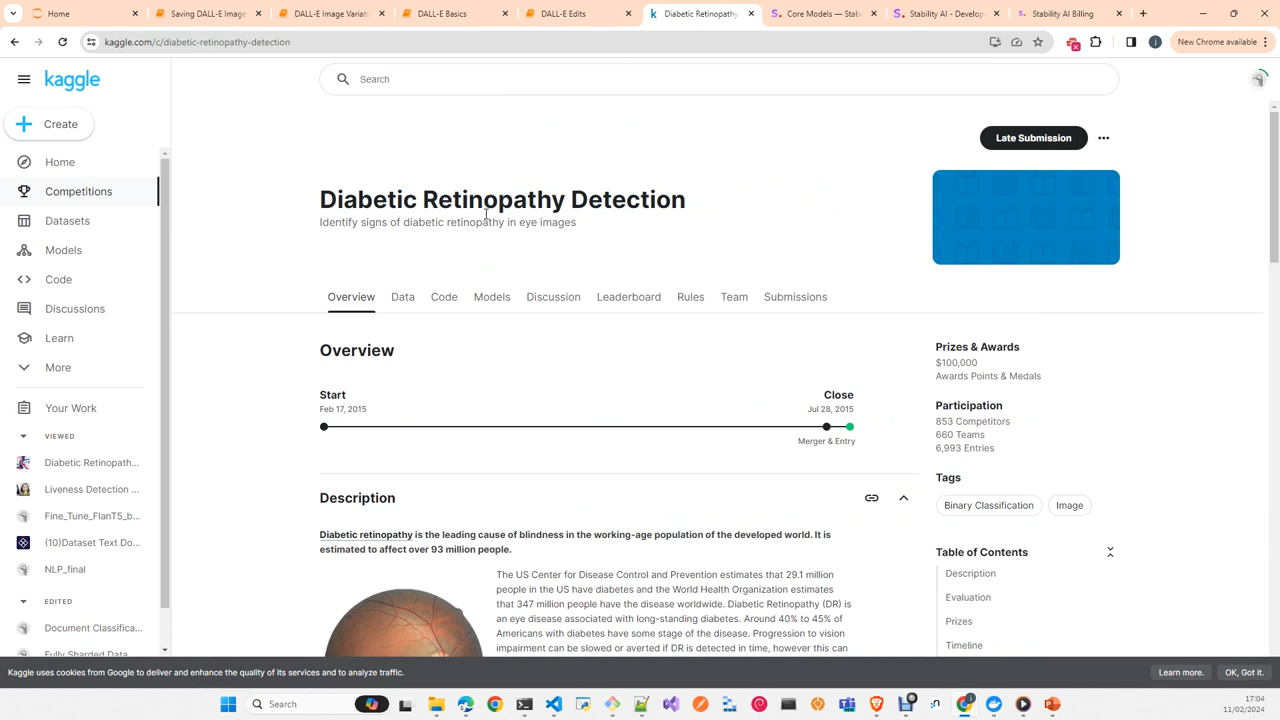 Home
Saving DALL-E Image
DALL-E Image Variati
DALL-E Basics
DALL-E Edits
Diabetic Retinopathy
Core Models — Stab
Stability AI - Develop
Stability AI Billing
kaggle.com/c/diabetic-retinopathy-detection
New Chrome available
kaggle
Search
Create
Home
Competitions
Datasets
Models
Code
Discussions
Learn
More
Your Work
VIEWED
Diabetic Retinopath...
Liveness Detection ...
Fine_Tune_FlanT5_b...
(10)Dataset Text Do...
NLP_final
EDITED
Document Classifica...
Fully Sharded Data
Late Submission
Diabetic Retinopathy Detection
Identify signs of diabetic retinopathy in eye images
Overview Data Code Models Discussion Leaderboard Rules Team Submissions
Overview
Start
Feb 17, 2015
Close
Jul 28, 2015
Merger & Entry
Description
Diabetic retinopathy is the leading cause of blindness in the working-age population of the developed world. It is
estimated to affect over 93 million people.
The US Center for Disease Control and Prevention estimates that 29.1 million
people in the US have diabetes and the World Health Organization estimates
that 347 million people have the disease worldwide. Diabetic Retinopathy (DR) is
an eye disease associated with long-standing diabetes. Around 40% to 45% of
Americans with diabetes have some stage of the disease. Progression to vision
impairment can be slowed or averted if DR is detected in time, however this can
Prizes & Awards
$100,000
Awards Points & Medals
Participation
853 Competitors
660 Teams
6,993 Entries
Tags
Binary Classification Image
Table of Contents
Description
Evaluation
Prizes
Timeline
Kaggle uses cookies from Google to deliver and enhance the quality of its services and to analyze traffic.
Learn more.
OK, Got it.
Search
17:04
11/02/2024